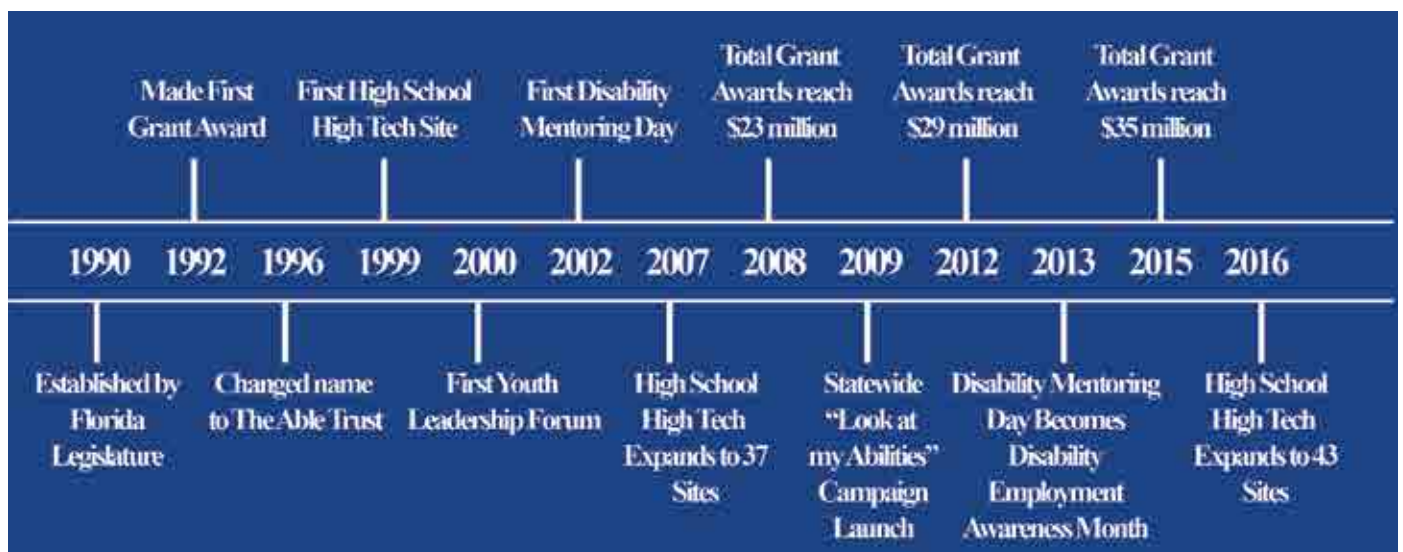 Made First
Grant Award
First High School
High Tech Site
First Disability
Mentoring Day
Total Grant
Awards reach
$23 million
Total Grant
Awards reach
$29 million
Total Grant
Awards reach
$35 million
1990 1992 1996 1999 2000 2002 2007 2008 2009 2012 2013 2015 2016
Established by
Florida
Legislature
Changed name
to The Able Trust
First Youth
Leadership Forum
High School
High Tech
Expands to 37
Sites
Statewide
“Look at
my Abilities”
Campaign
Launch
Disability Mentoring
Day Becomes
Disability
Employment
Awareness Month
High School
High Tech
Expands to 43
Sites